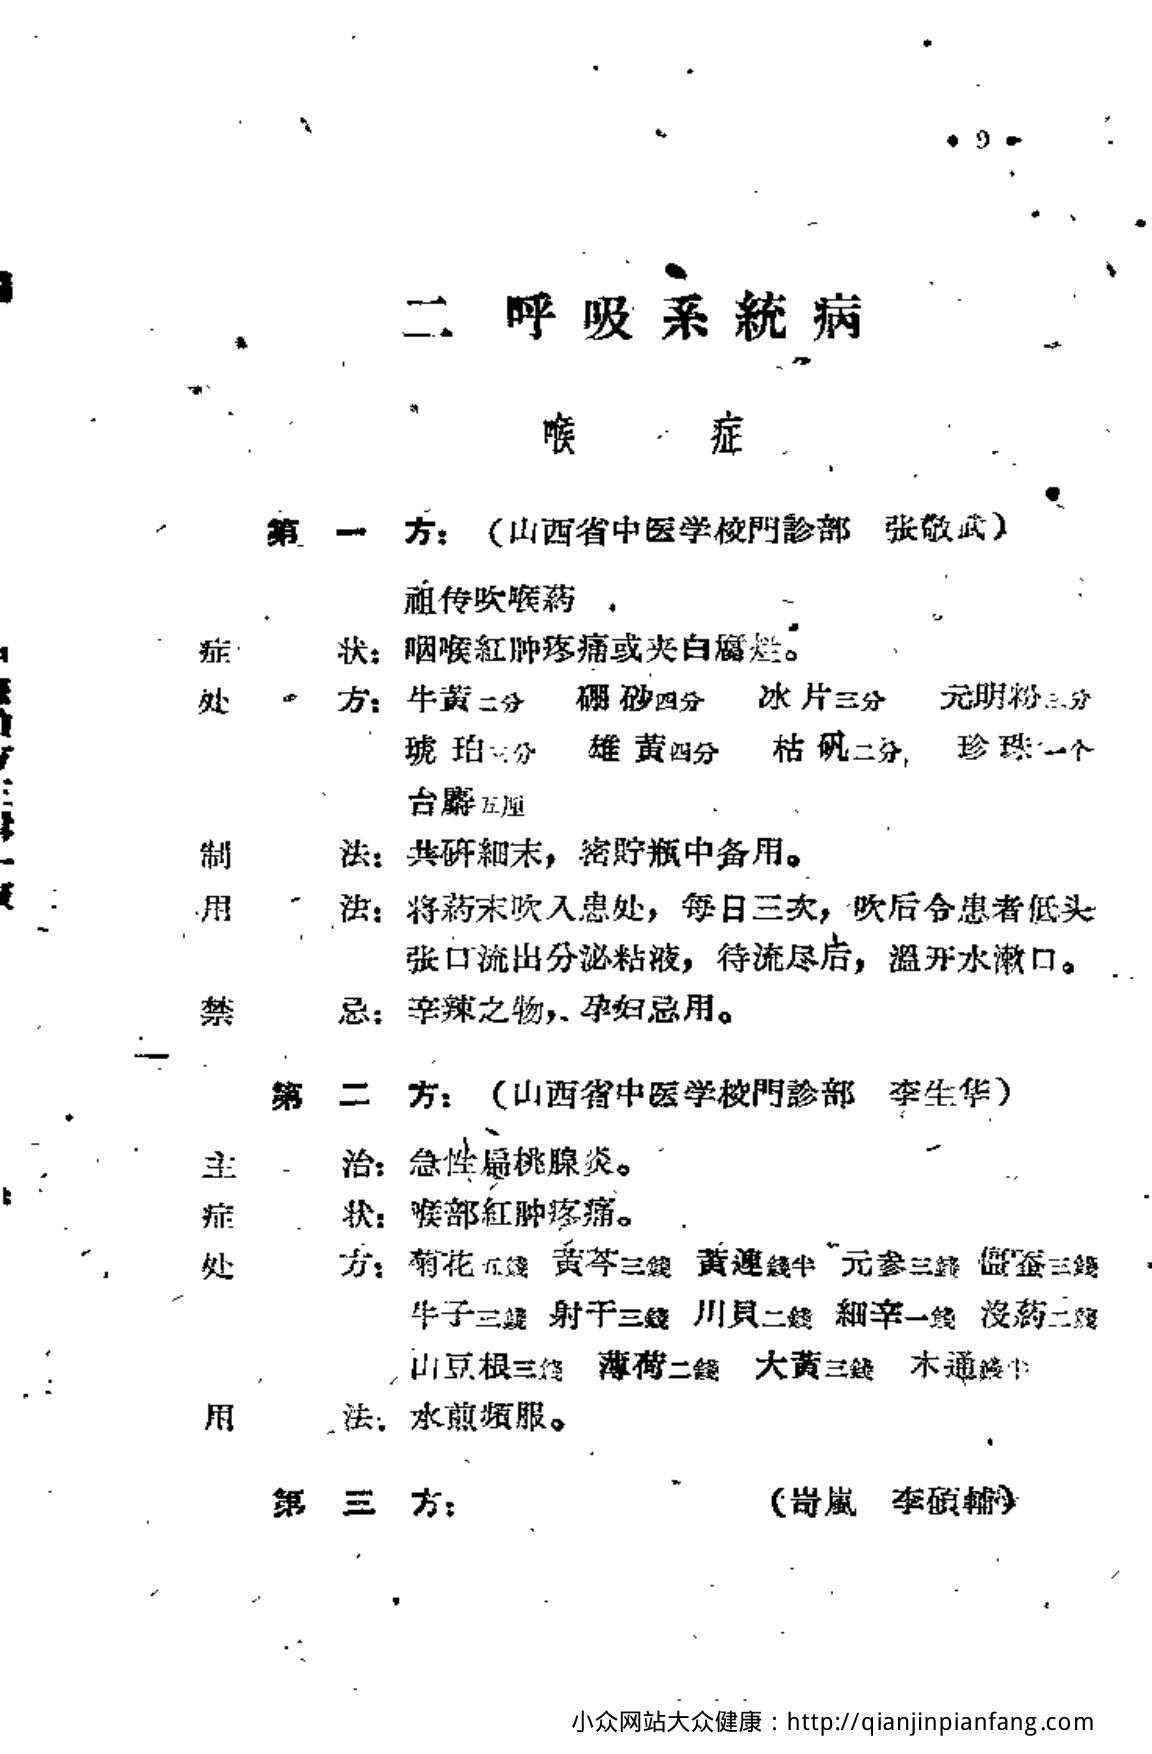 • 9 •
二 呼吸系統病
喉 症
第一方：（山西省中医学校門診部 张敬武）
祖传吹喉葯
症 状：咽喉紅肿疼痛或夹白腐烂。
处 方：牛黃二分 硼砂四分 冰片三分 元明粉三分
琥珀 分 雄黃四分 枯矾二分 珍珠一个
台麝五厘
制 法：共研細末，密貯瓶中备用。
用 法：将葯末吹入患处，每日三次，吹后令患者低头
张口流出分泌粘液，待流尽后，溫开水漱口。
禁 忌：辛辣之物，孕妇忌用。
第二方：（山西省中医学校門診部 李生华）
主 治：急性扁桃腺炎。
症 状：喉部紅肿疼痛。
处 方：菊花五錢 黃芩三錢 黃連錢半 元参三錢 僵蚕三錢
牛子三錢 射干三錢 川貝二錢 細辛一錢 沒葯二錢
山豆根三錢 薄荷二錢 大黃三錢 木通錢半
用 法：水煎頻服。
第三方： （岢嵐 李碩輔）
小众网站大众健康：http://qianjinpianfang.com